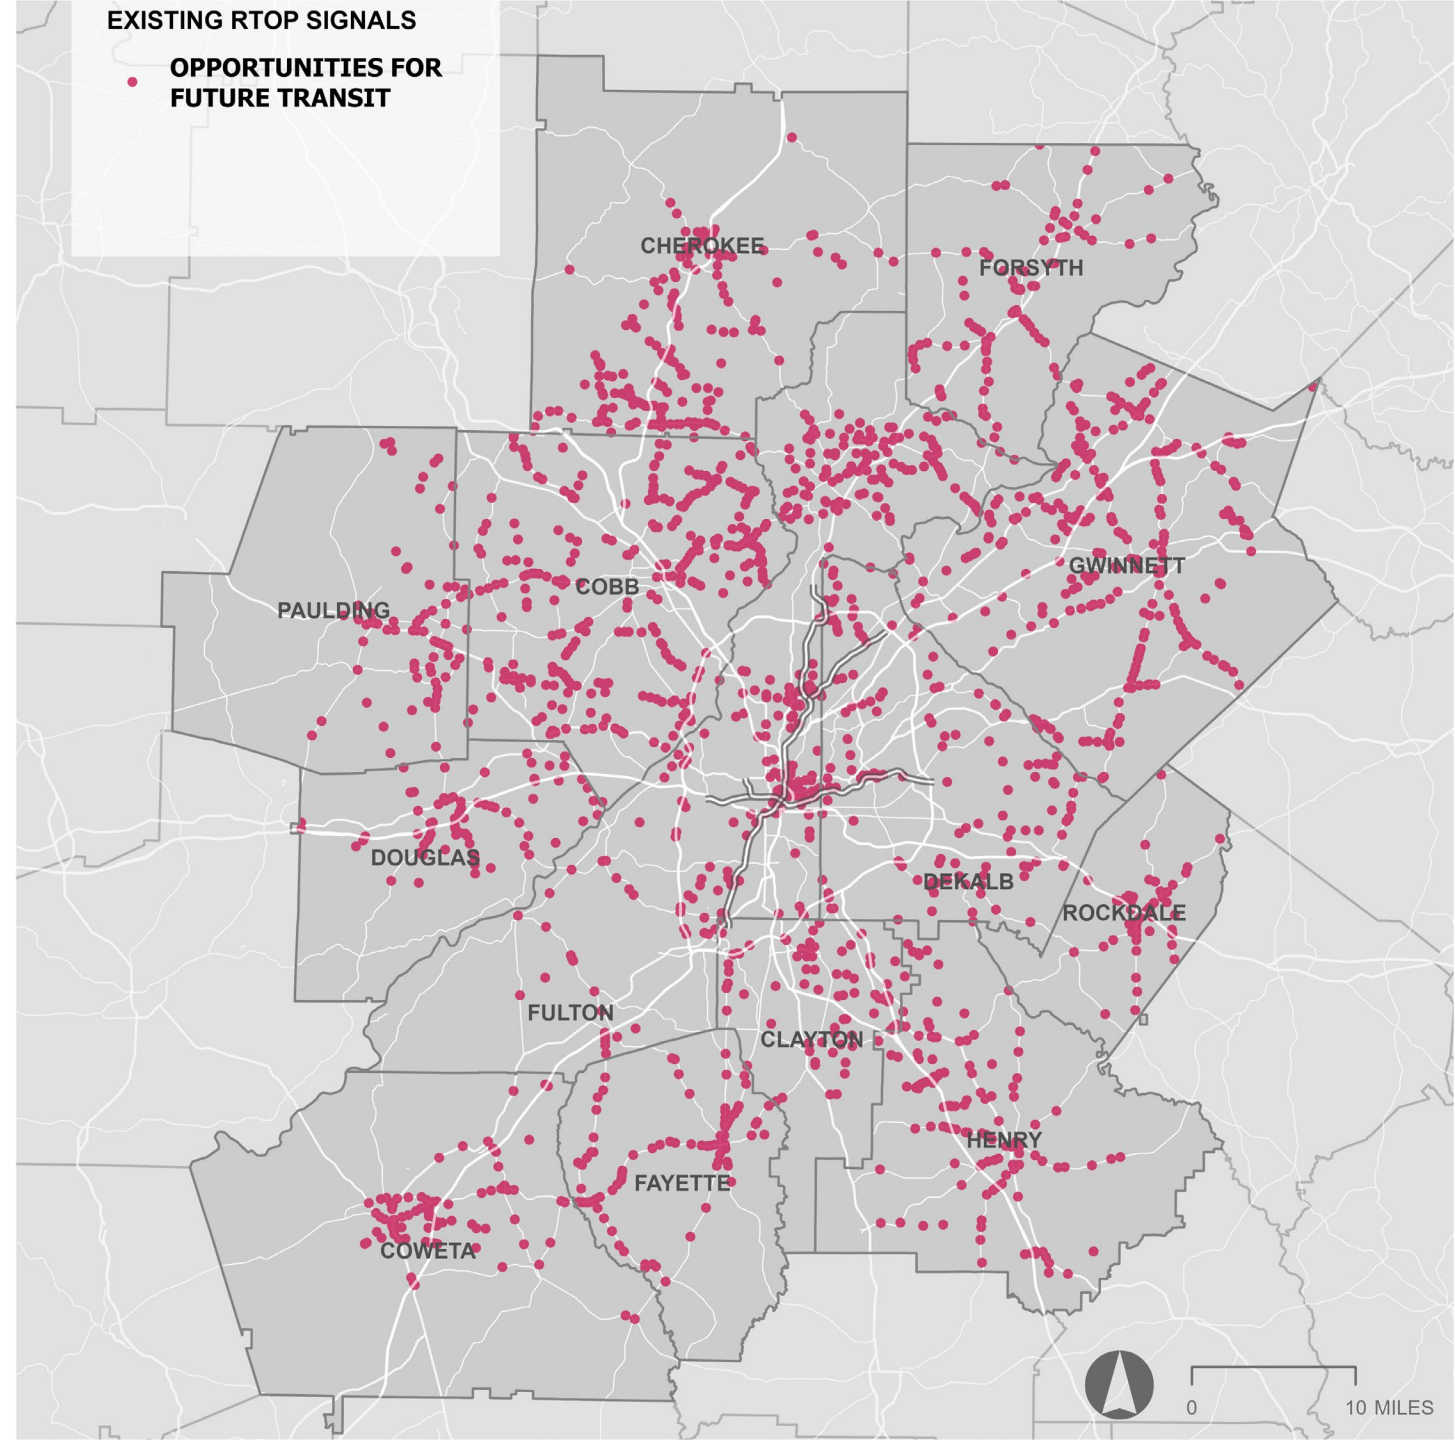 EXISTING RTOP SIGNALS
OPPORTUNITIES FOR
FUTURE TRANSIT
CHEROKEE
FORSYTH
GWINNETT
COBB
PAULDING
DOUGLAS
DEKALB
ROCKDALE
FULTON
CLAYTON
HENRY
FAYETTE
COWETA
0 10 MILES